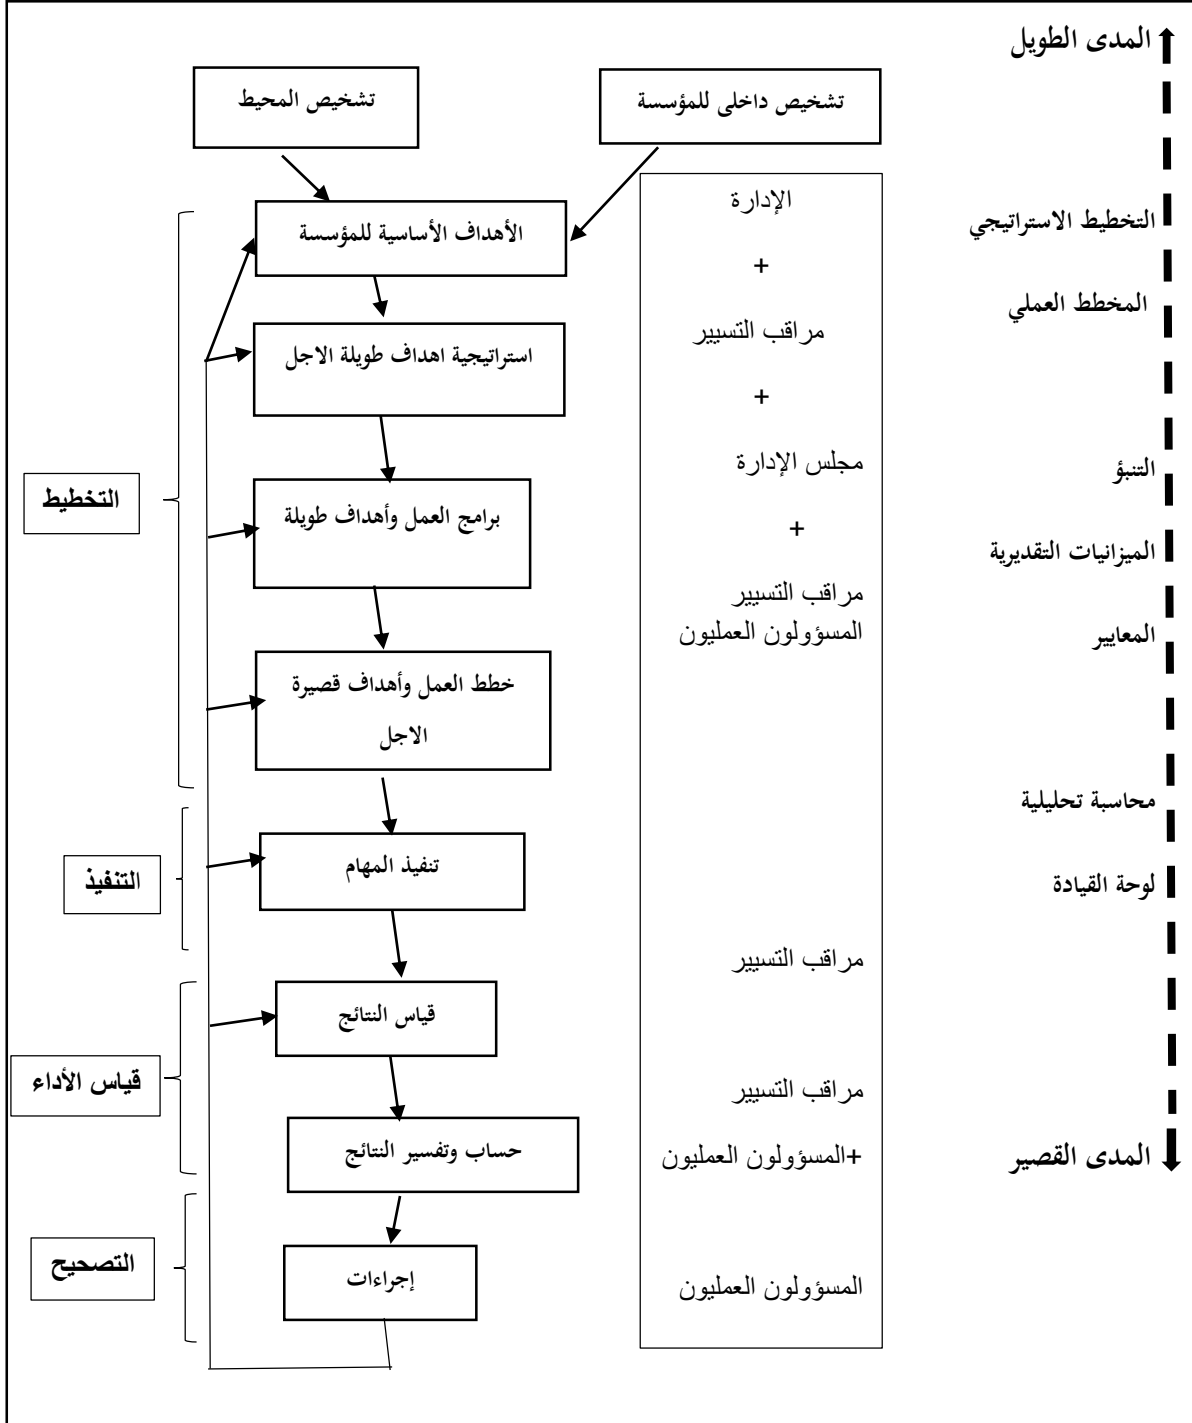 المدى الطويل
تشخيص داخلي للمؤسسة
تشخيص المحيط
الإدارة
التخطيط الاستراتيجي
الأهداف الأساسية للمؤسسة
+
المخطط العملي
مراقب التسيير
استراتيجية اهداف طويلة الاجل
+
التنبؤ
مجلس الإدارة
التخطيط
برامج العمل وأهداف طويلة
+
الميزانيات التقديرية
مراقب التسيير
المعايير
المسؤولون العمليون
خطط العمل وأهداف قصيرة
الاجل
محاسبة تحليلية
تنفيذ المهام
التنفيذ
لوحة القيادة
مراقب التسيير
قياس النتائج
قياس الأداء
مراقب التسيير
حساب وتفسير النتائج
+المسؤولون العمليون
المدى القصير
التصحيح
إجراءات
المسؤولون العمليون